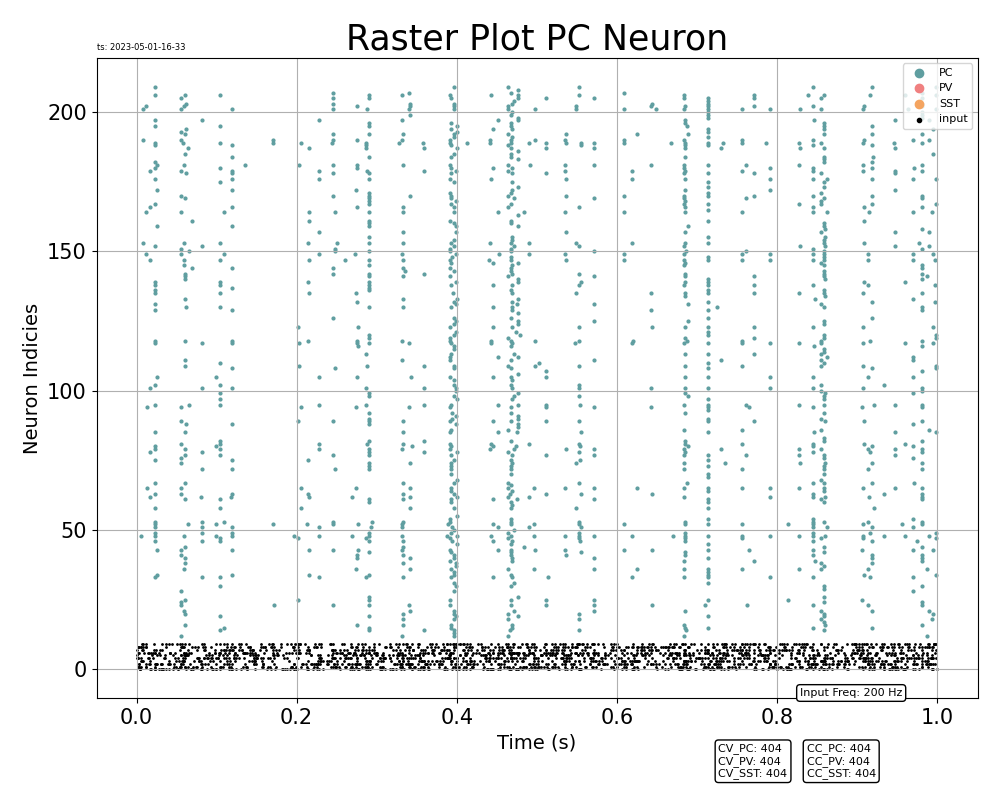 Raster Plot PC Neuron
ts: 2023-05-01-16-33
PC
PV
SST
input
Neuron Indicies
200
150
100
50
0
0.0 0.2 0.4 0.6 0.8 1.0
Time (s)
Input Freq: 200 Hz
CV_PC: 404
CV_PV: 404
CV_SST: 404
CC_PC: 404
CC_PV: 404
CC_SST: 404